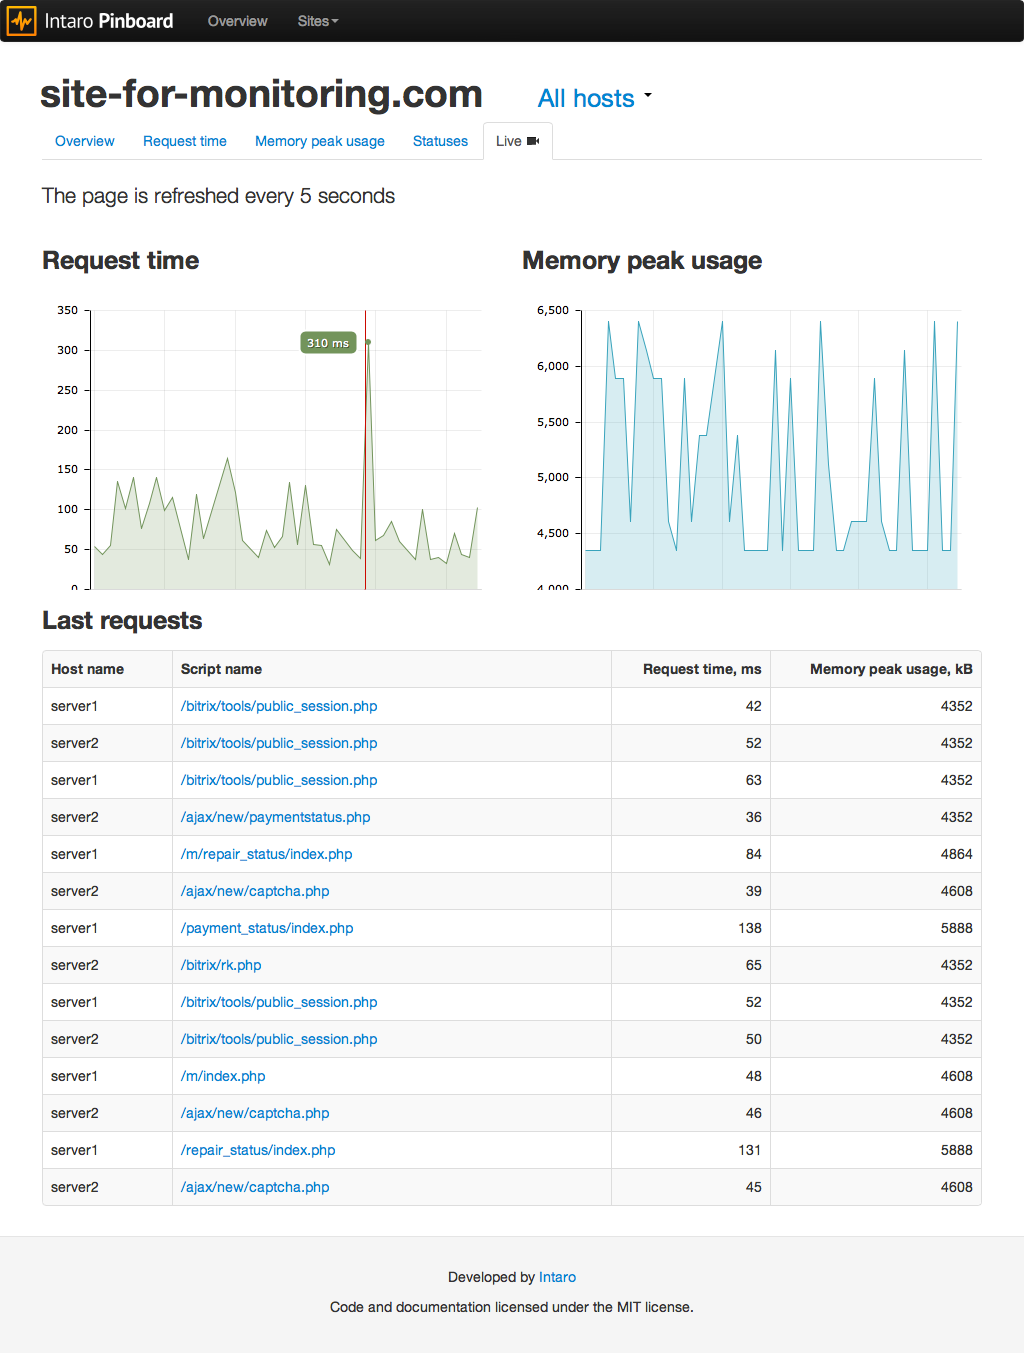 Intaro Pinboard Overview Sites
site-for-monitoring.com All hosts
Overview Request time Memory peak usage Statuses Live
The page is refreshed every 5 seconds
Request time Memory peak usage
350
300
250
200
150
100
50
0
310 ms
6,500
6,000
5,500
5,000
4,500
4,000
Last requests
Host name Script name Request time, ms Memory peak usage, kB
server1 /bitrix/tools/public_session.php 42 4352
server2 /bitrix/tools/public_session.php 52 4352
server1 /bitrix/tools/public_session.php 63 4352
server2 /ajax/new/paymentstatus.php 36 4352
server1 /m/repair_status/index.php 84 4864
server2 /ajax/new/captcha.php 39 4608
server1 /payment_status/index.php 138 5888
server2 /bitrix/rk.php 65 4352
server1 /bitrix/tools/public_session.php 52 4352
server2 /bitrix/tools/public_session.php 50 4352
server1 /m/index.php 48 4608
server2 /ajax/new/captcha.php 46 4608
server1 /repair_status/index.php 131 5888
server2 /ajax/new/captcha.php 45 4608
Developed by Intaro
Code and documentation licensed under the MIT license.